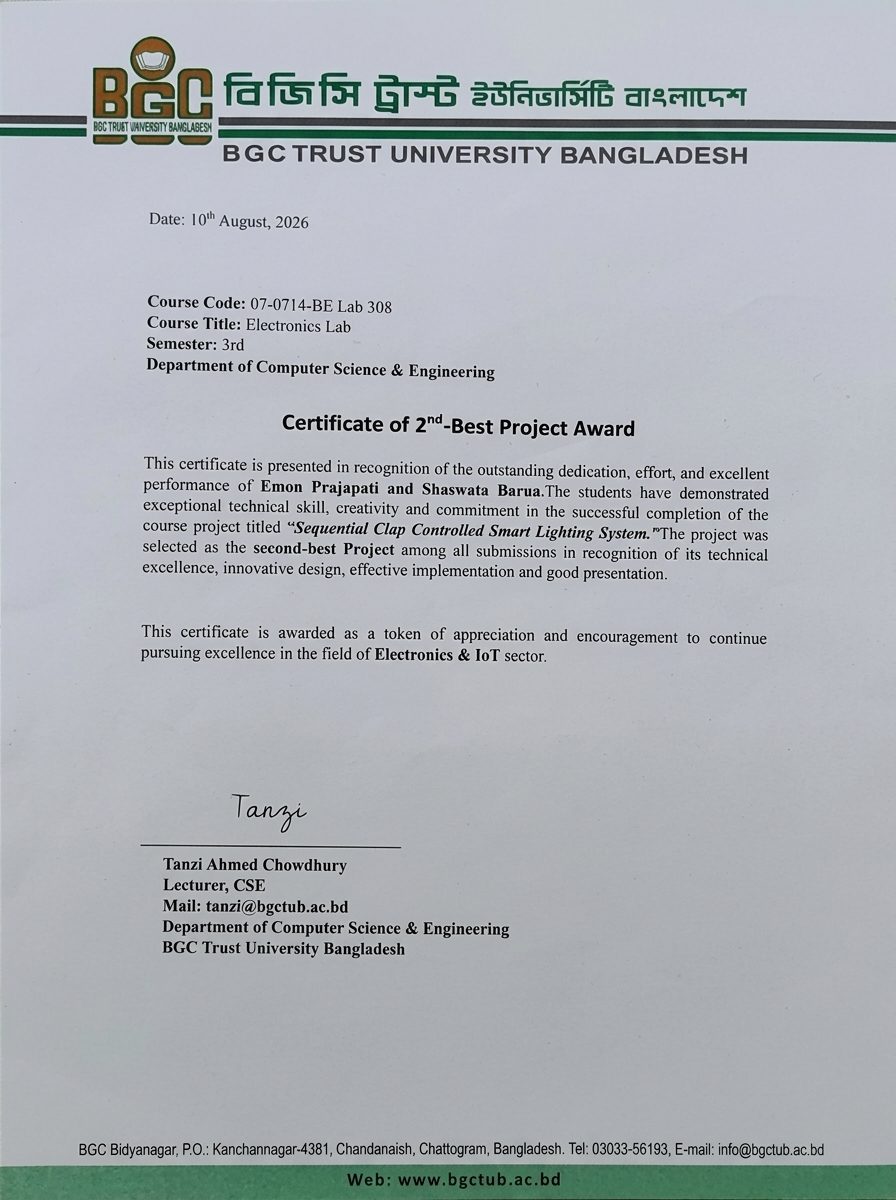 BGC
BGC TRUST UNIVERSITY BANGLADESH
বিজিসি ট্রাস্ট ইউনিভার্সিটি বাংলাদেশ
BGC TRUST UNIVERSITY BANGLADESH
Date: 10th August, 2026
Course Code: 07-0714-BE Lab 308
Course Title: Electronics Lab
Semester: 3rd
Department of Computer Science & Engineering
Certificate of 2nd-Best Project Award
This certificate is presented in recognition of the outstanding dedication, effort, and excellent
performance of Emon Prajapati and Shaswata Barua.The students have demonstrated
exceptional technical skill, creativity and commitment in the successful completion of the
course project titled “Sequential Clap Controlled Smart Lighting System.”The project was
selected as the second-best Project among all submissions in recognition of its technical
excellence, innovative design, effective implementation and good presentation.
This certificate is awarded as a token of appreciation and encouragement to continue
pursuing excellence in the field of Electronics & IoT sector.
Tanzi
Tanzi Ahmed Chowdhury
Lecturer, CSE
Mail: tanzi@bgctub.ac.bd
Department of Computer Science & Engineering
BGC Trust University Bangladesh
BGC Bidyanagar, P.O.: Kanchannagar-4381, Chandanaish, Chattogram, Bangladesh. Tel: 03033-56193, E-mail: info@bgctub.ac.bd
Web: www.bgctub.ac.bd